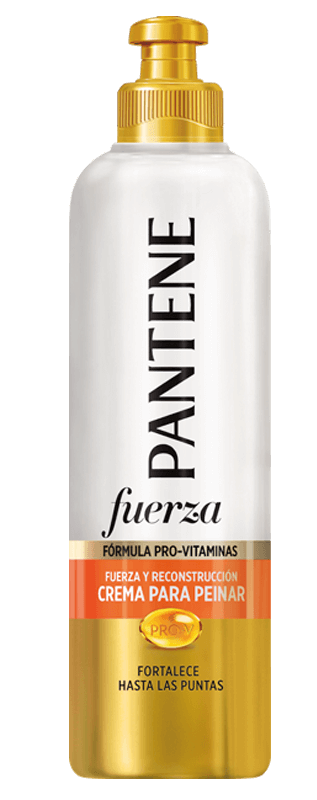 PANTENE
fuerza
FÓRMULA PRO-VITAMINAS
FUERZA Y RECONSTRUCCIÓN
CREMA PARA PEINAR
PRO-V
FORTALECE
HASTA LAS PUNTAS